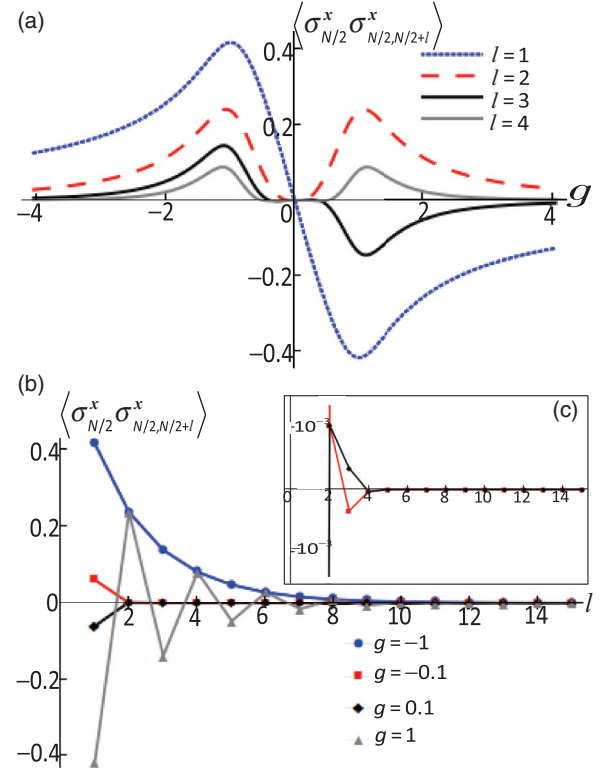 (a)
⟨σ^x_{N/2} σ^x_{N/2,N/2+l}⟩
0.4
l = 1
l = 2
l = 3
l = 4
0.2
−4 −2 0 2 4 g
−0.2
−0.4
(b)
⟨σ^x_{N/2} σ^x_{N/2,N/2+l}⟩
(c)
0.4
-10^{-3}
0.2
0 2 4 6 8 10 12 14
-10^{-3}
0 2 4 6 8 10 12 14 l
g = −1
−0.2
g = −0.1
g = 0.1
−0.4
g = 1